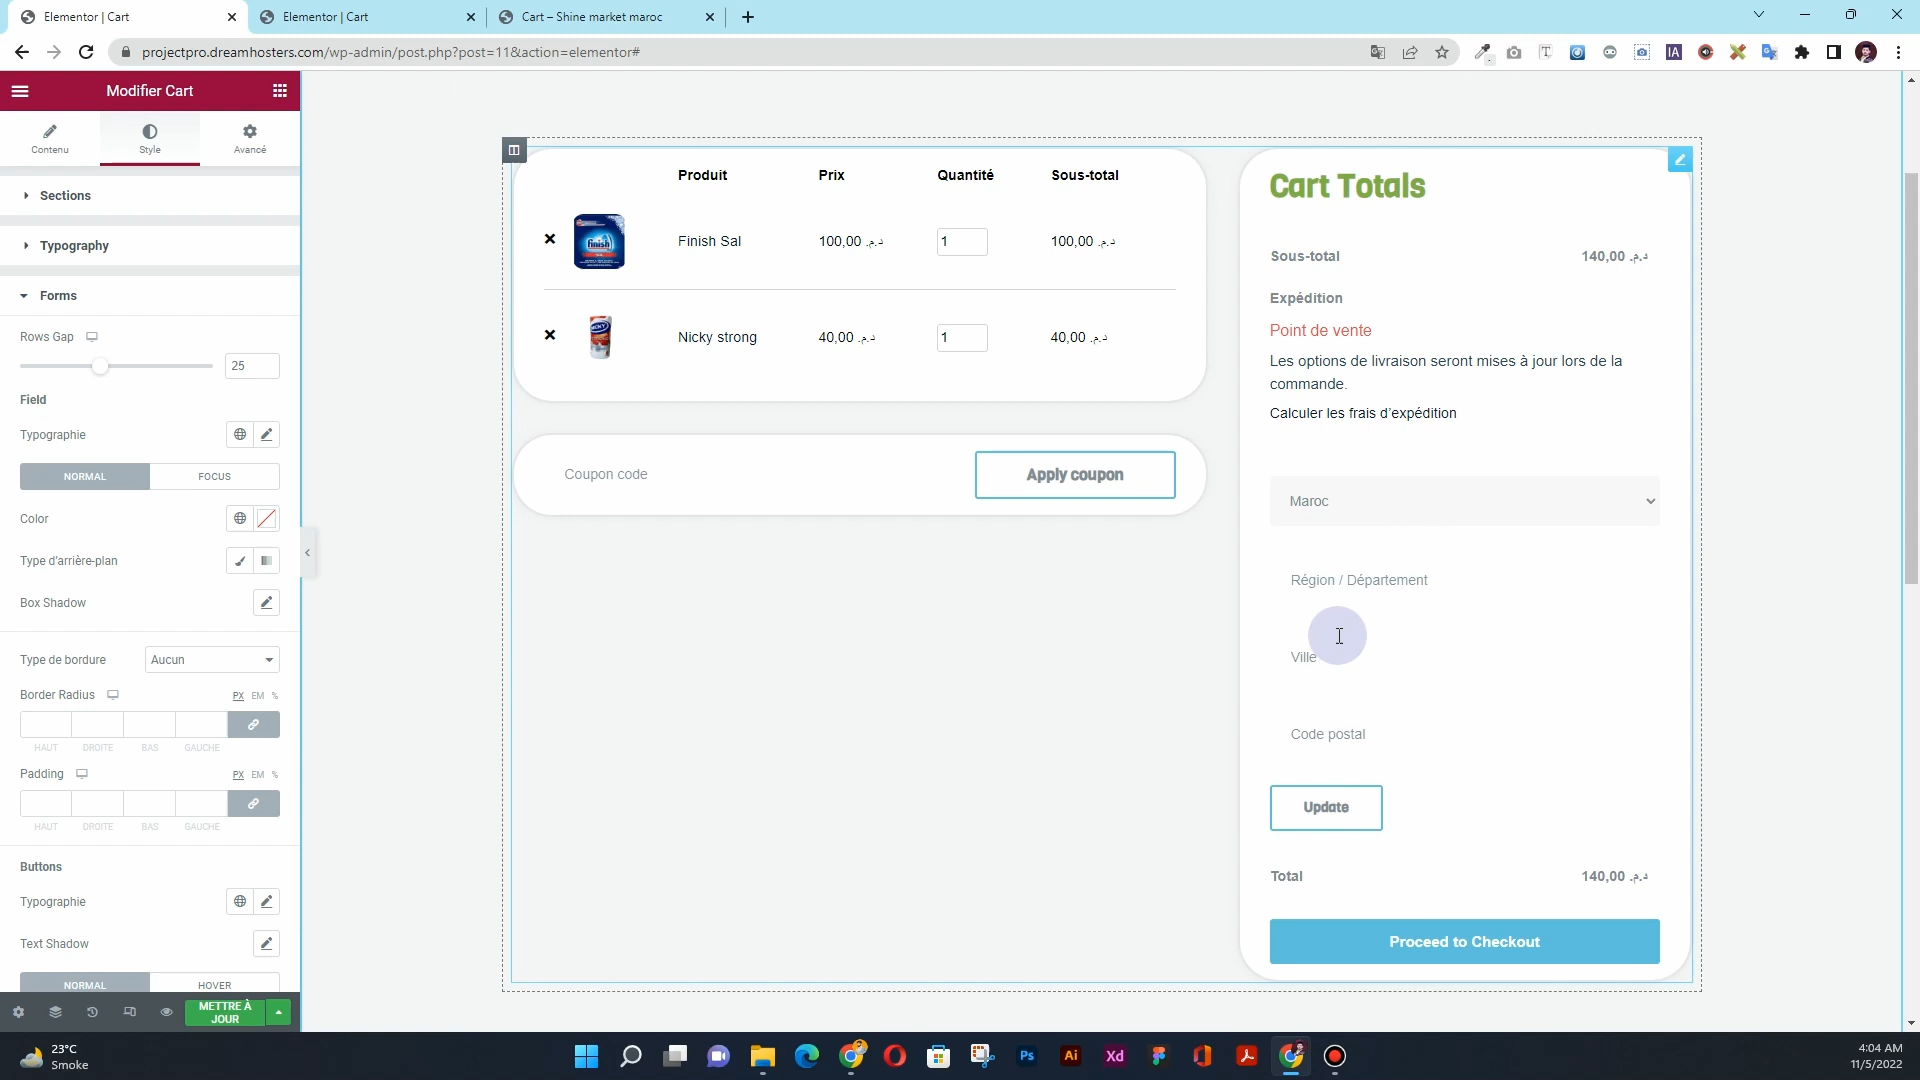 Elementor | Cart
Elementor | Cart
Cart – Shine market maroc
projectpro.dreamhosters.com/wp-admin/post.php?post=11&action=elementor#
Modifier Cart
Contenu
Style
Avancé
Sections
Typography
Forms
Rows Gap
25
Field
Typographie
NORMAL
FOCUS
Color
Type d'arrière-plan
Box Shadow
Type de bordure
Aucun
Border Radius
PX EM %
HAUT DROITE BAS GAUCHE
Padding
PX EM %
HAUT DROITE BAS GAUCHE
Buttons
Typographie
Text Shadow
NORMAL
HOVER
METTRE À
JOUR
Produit Prix Quantité Sous-total
finish
Finish Sal 100,00 د.م. 1 100,00 د.م.
NICKY
Nicky strong 40,00 د.م. 1 40,00 د.م.
Coupon code
Apply coupon
Cart Totals
Sous-total 140,00 د.م.
Expédition
Point de vente
Les options de livraison seront mises à jour lors de la
commande.
Calculer les frais d'expédition
Maroc
Région / Département
Ville
Code postal
Update
Total 140,00 د.م.
Proceed to Checkout
23°C
Smoke
Ps
Ai
Xd
IA
4:04 AM
11/5/2022